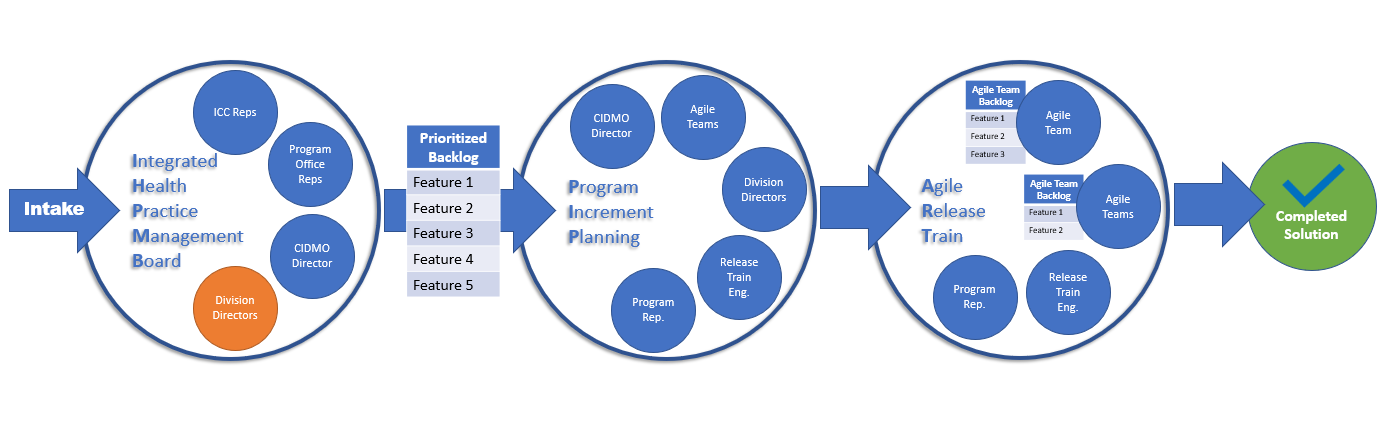 Intake
Integrated
Health
Practice
Management
Board
ICC Reps
Program
Office
Reps
CIDMO
Director
Division
Directors
Prioritized
Backlog
Feature 1
Feature 2
Feature 3
Feature 4
Feature 5
Program
Increment
Planning
CIDMO
Director
Agile
Teams
Division
Directors
Release
Train
Eng.
Program
Rep.
Agile
Release
Train
Agile Team
Backlog
Feature 1
Feature 2
Feature 3
Agile
Team
Agile Team
Backlog
Feature 1
Feature 2
Agile
Teams
Release
Train
Eng.
Program
Rep.
Completed
Solution